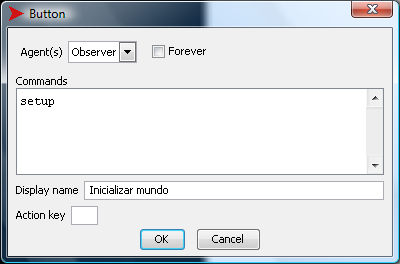 Button
Agent(s) Observer Forever
Commands
setup
Display name Inicializar mundo
Action key
OK Cancel